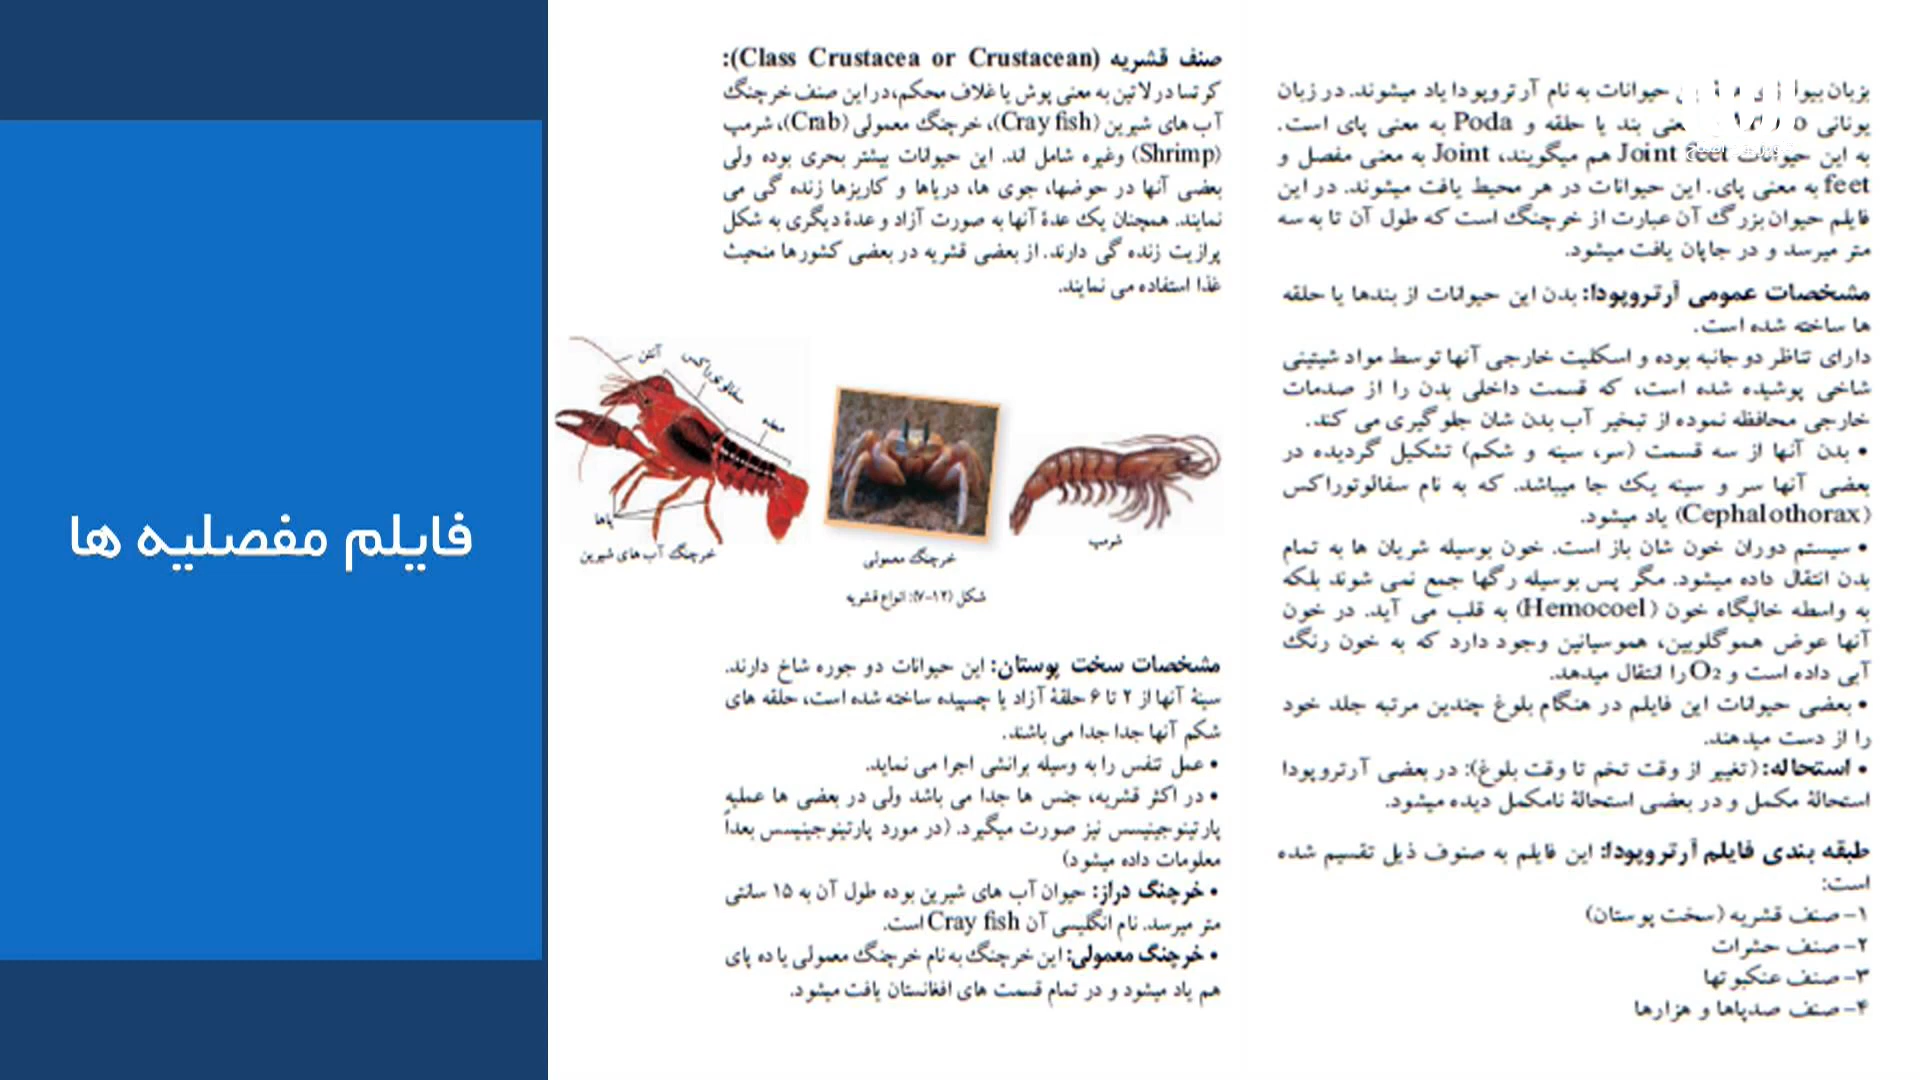 فایلم مفصلیه ها
بزبان بیولوژی حیوانات به نام آرتروپودا یاد میشوند. در زبان
یونانی معنی بند یا حلقه و Poda به معنی پای است.
به این حیوانات Joint feet هم میگویند، Joint به معنی مفصل و
feet به معنی پای. این حیوانات در هر محیط یافت میشوند. در این
فایلم حیوان بزرگ آن عبارت از خرچنگ است که طول آن تا به سه
متر میرسد و در جاپان یافت میشود.
مشخصات عمومی آرتروپودا: بدن این حیوانات از بندها یا حلقه
ها ساخته شده است.
دارای تناظر دو جانبه بوده و اسکلیت خارجی آنها توسط مواد شیتینی
شاخی پوشیده شده است، که قسمت داخلی بدن را از صدمات
خارجی محافظه نموده از تبخیر آب بدن شان جلوگیری می کند.
• بدن آنها از سه قسمت (سر، سینه و شکم) تشکیل گردیده در
بعضی آنها سر و سینه یک جا میباشد. که به نام سفالوتوراکس
(Cephalothorax) یاد میشود.
• سیستم دوران خون شان باز است. خون بوسیله شریان ها به تمام
بدن انتقال داده میشود. مگر پس بوسیله رگها جمع نمی شوند بلکه
به واسطه خالیگاه خون (Hemocoel) به قلب می آید. در خون
آنها عوض هموگلوبین، هموسیانین وجود دارد که به خون رنگ
آبی داده است و O2 را انتقال میدهد.
• بعضی حیوانات این فایلم در هنگام بلوغ چندین مرتبه جلد خود
را از دست میدهند.
• استحاله: (تغییر از وقت تخم تا وقت بلوغ): در بعضی آرتروپودا
استحالهٔ مکمل و در بعضی استحالهٔ نامکمل دیده میشود.
طبقه بندی فایلم آرتروپودا: این فایلم به صنوف ذیل تقسیم شده
است:
۱- صنف قشریه (سخت پوستان)
۲- صنف حشرات
۳- صنف عنکبوتها
۴- صنف صدپاها و هزارها
صنف قشریه (Class Crustacea or Crustacean):
کرتسا در لاتین به معنی پوش یا غلاف محکم، در این صنف خرچنگ
آب های شیرین (Cray fish)، خرچنگ معمولی (Crab)، شرمپ
(Shrimp) وغیره شامل اند. این حیوانات بیشتر بحری بوده ولی
بعضی آنها در حوضها، جوی ها، دریاها و کاریزها زنده گی می
نمایند. همچنان یک عدهٔ آنها به صورت آزاد و عدهٔ دیگری به شکل
پرازیت زنده گی دارند. از بعضی قشریه در بعضی کشورها منحیث
غذا استفاده می نمایند.
آنتن
سفالوتوراکس
معده
پاها
خرچنگ آب های شیرین
خرچنگ معمولی
شرمپ
شکل (۱۲-۷): انواع قشریه
مشخصات سخت پوستان: این حیوانات دو جوره شاخ دارند.
سینهٔ آنها از ۲ تا ۶ حلقهٔ آزاد یا چسپیده ساخته شده است، حلقه های
شکم آنها جدا جدا می باشند.
• عمل تنفس را به وسیله برانشی اجرا می نماید.
• در اکثر قشریه، جنس ها جدا می باشد ولی در بعضی ها عملیه
پارتینوجینیسس نیز صورت میگیرد. (در مورد پارتینوجینیسس بعداً
معلومات داده میشود)
• خرچنگ دراز: حیوان آب های شیرین بوده طول آن به ۱۵ سانتی
متر میرسد. نام انگلیسی آن Cray fish است.
• خرچنگ معمولی: این خرچنگ به نام خرچنگ معمولی یا ده پای
هم یاد میشود و در تمام قسمت های افغانستان یافت میشود.